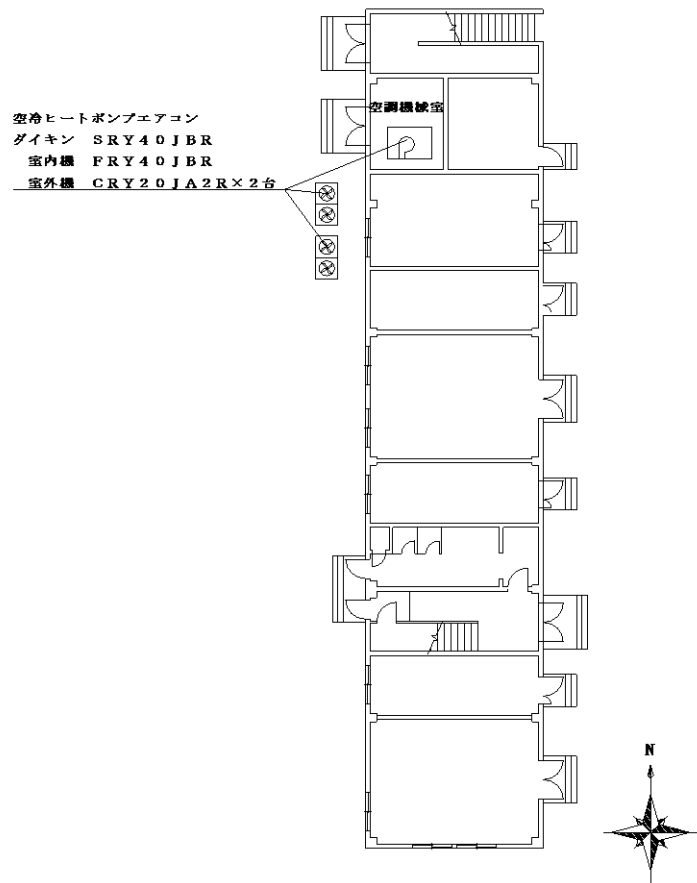 空調機械室
空冷ヒートポンプエアコン
ダイキン　ＳＲＹ４０ＪＢＲ
室内機　ＦＲＹ４０ＪＢＲ
室外機　ＣＲＹ２０ＪＡ２Ｒ×２台
N